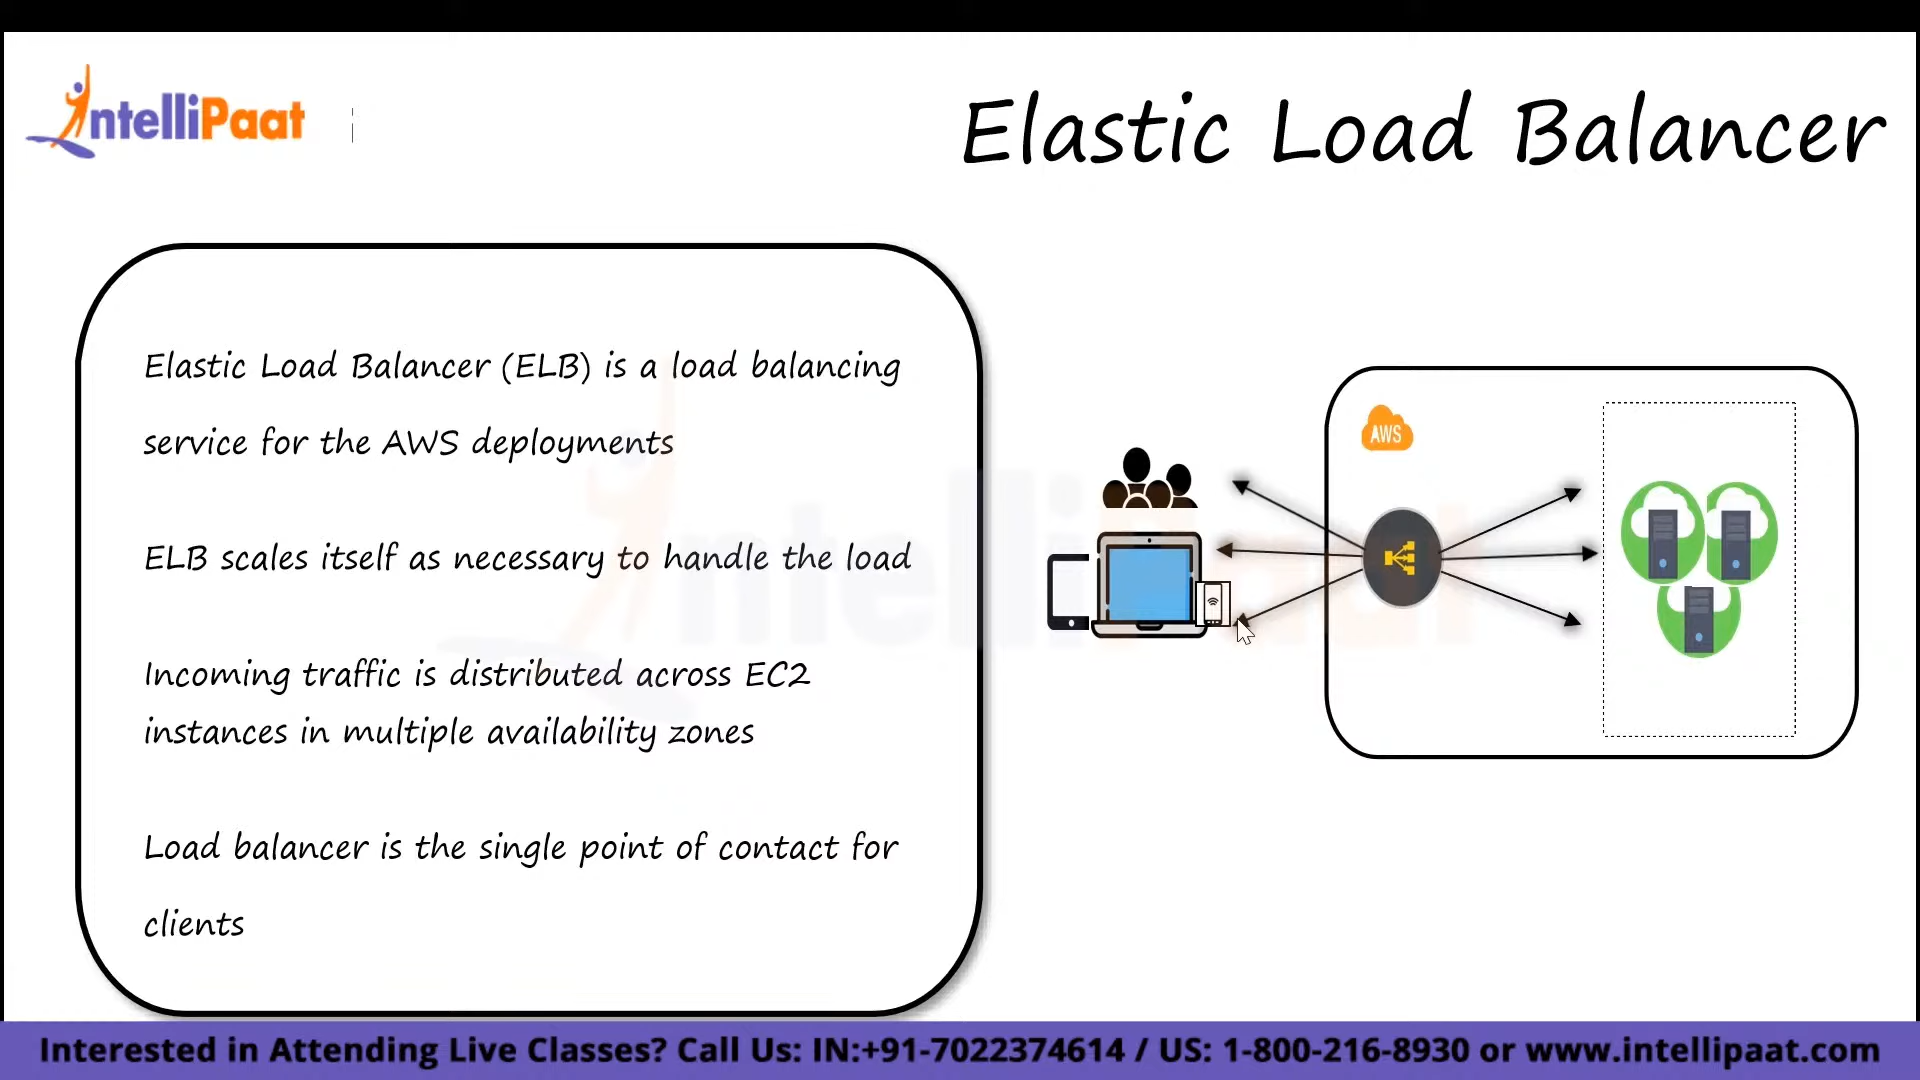 IntelliPaat
Elastic Load Balancer
Elastic Load Balancer (ELB) is a load balancing
service for the AWS deployments
ELB scales itself as necessary to handle the load
Incoming traffic is distributed across EC2
instances in multiple availability zones
Load balancer is the single point of contact for
clients
AWS
Interested in Attending Live Classes? Call Us: IN:+91-7022374614 / US: 1-800-216-8930 or www.intellipaat.com